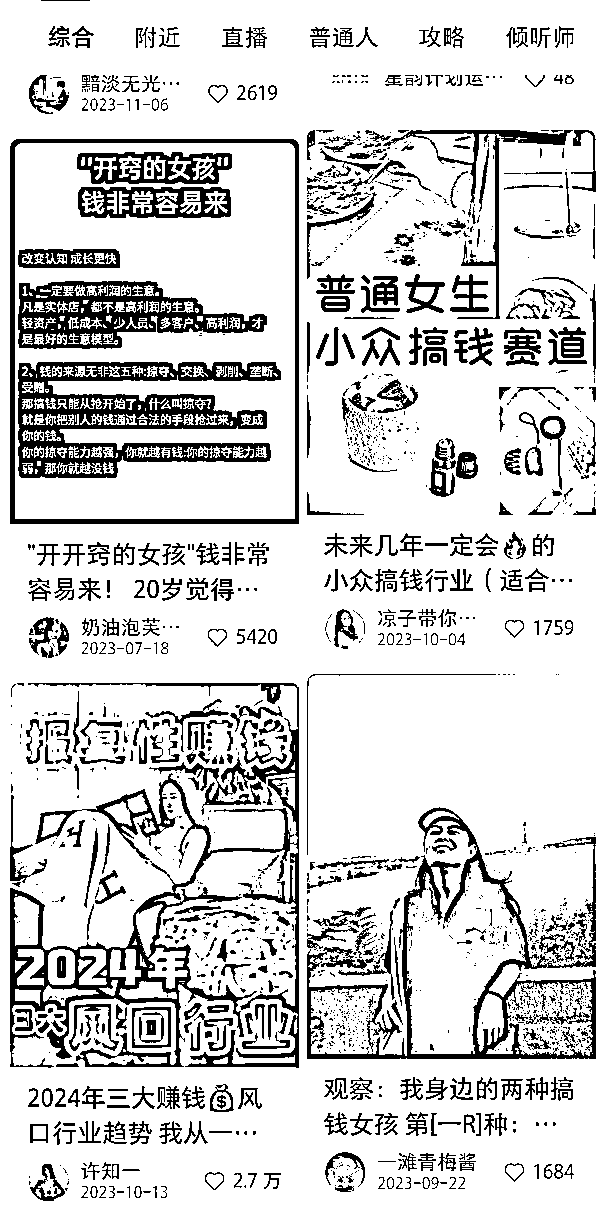 综合 附近 直播 普通人 攻略 倾听师
黯淡无光…
2023-11-06
2619
48
"开窍的女孩"
钱非常容易来
改变认知 成长更快
1、一定要做高利润的生意。
凡是实体店,都不是高利润的生意。
轻资产,低成本、少人员、多客户、高利润,才
是最好的生意模型。
2、钱的来源无非这五种:掠夺、交换、剥削、垄断、
受赠。
那搞钱只能从抢开始了,什么叫掠夺?
就是你把别人的钱通过合法的手段抢过来,变成
你的钱。
你的掠夺能力越强,你就越有钱:你的掠夺能力越
弱,那你就越没钱
"开开窍的女孩"钱非常
容易来! 20岁觉得…
奶油泡芙…
2023-07-18
5420
普通女生
小众搞钱赛道
未来几年一定会🔥的
小众搞钱行业(适合…
凉子带你…
2023-10-04
1759
报复性赚钱
2024年
3大风口行业
2024年三大赚钱💰风
口行业趋势 我从一…
许知一
2023-10-13
2.7 万
观察:我身边的两种搞
钱女孩 第[一R]种:…
一滩青梅酱
2023-09-22
1684